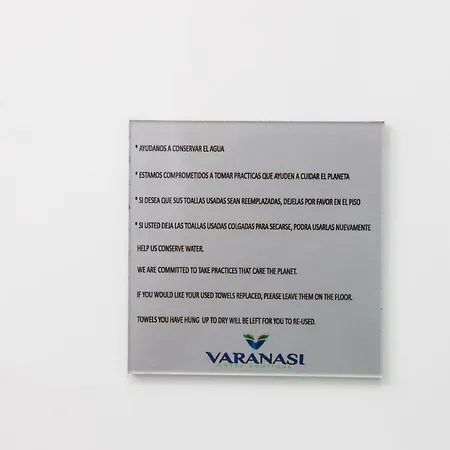 * AYUDANOS A CONSERVAR EL AGUA
* ESTAMOS COMPROMETIDOS A TOMAR PRACTICAS QUE AYUDEN A CUIDAR EL PLANETA
* SI DESEA QUE SUS TOALLAS USADAS SEAN REEMPLAZADAS, DEJELAS POR FAVOR EN EL PISO
* SI USTED DEJA LAS TOALLAS USADAS COLGADAS PARA SECARSE, PODRA USARLAS NUEVAMENTE
HELP US CONSERVE WATER.
WE ARE COMMITTED TO TAKE PRACTICES THAT CARE THE PLANET.
IF YOU WOULD LIKE YOUR USED TOWELS REPLACED, PLEASE LEAVE THEM ON THE FLOOR.
TOWELS YOU HAVE HUNG UP TO DRY WILL BE LEFT FOR YOU TO RE-USED.
VARANASI
HOTEL BOUTIQUE